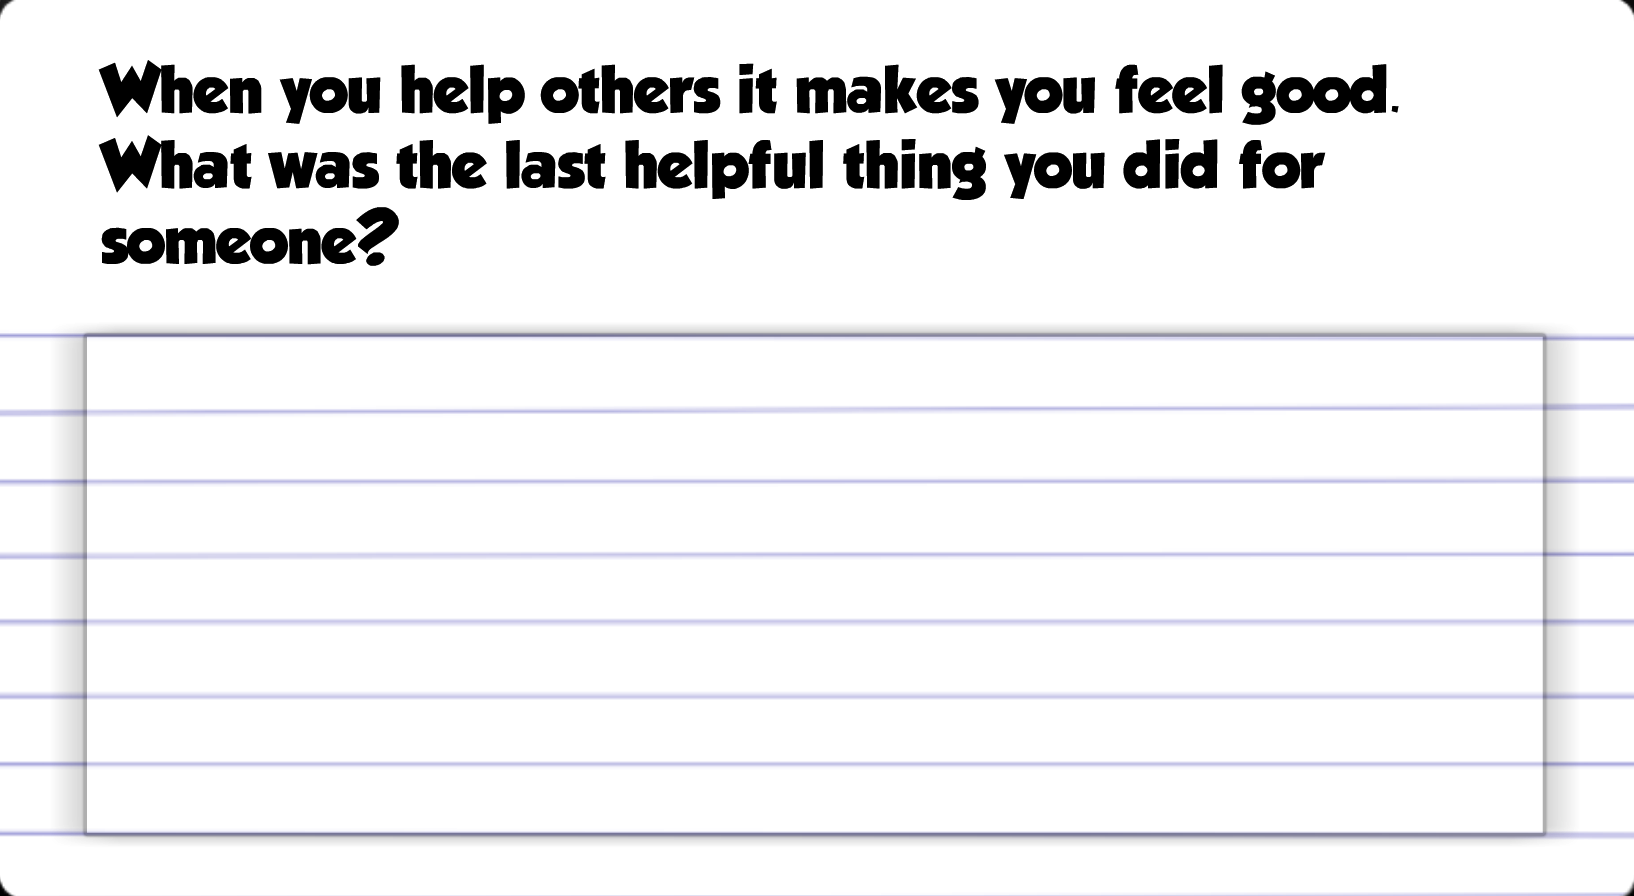 When you help others it makes you feel good.
What was the last helpful thing you did for
someone?